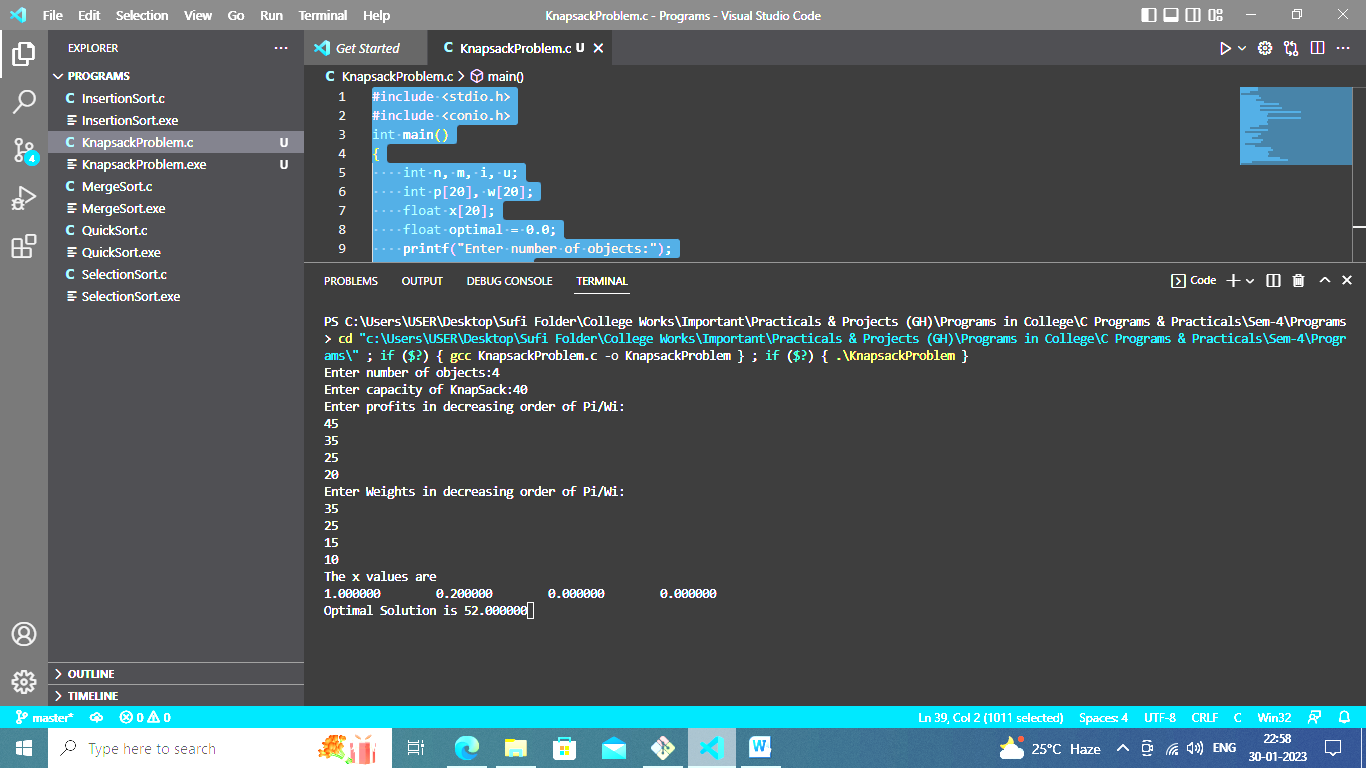 File Edit Selection View Go Run Terminal Help KnapsackProblem.c - Programs - Visual Studio Code
EXPLORER
PROGRAMS
C InsertionSort.c
InsertionSort.exe
C KnapsackProblem.c U
KnapsackProblem.exe U
C MergeSort.c
MergeSort.exe
C QuickSort.c
QuickSort.exe
C SelectionSort.c
SelectionSort.exe
OUTLINE
TIMELINE
4
Get Started C KnapsackProblem.c U
C KnapsackProblem.c > main()
1 #include <stdio.h>
2 #include <conio.h>
3 int main()
4 {
5 int n, m, i, u;
6 int p[20], w[20];
7 float x[20];
8 float optimal = 0.0;
9 printf("Enter number of objects:");
PROBLEMS OUTPUT DEBUG CONSOLE TERMINAL Code
PS C:\Users\USER\Desktop\Sufi Folder\College Works\Important\Practicals & Projects (GH)\Programs in College\C Programs & Practicals\Sem-4\Programs
> cd "c:\Users\USER\Desktop\Sufi Folder\College Works\Important\Practicals & Projects (GH)\Programs in College\C Programs & Practicals\Sem-4\Progr
ams\" ; if ($?) { gcc KnapsackProblem.c -o KnapsackProblem } ; if ($?) { .\KnapsackProblem }
Enter number of objects:4
Enter capacity of KnapSack:40
Enter profits in decreasing order of Pi/Wi:
45
35
25
20
Enter Weights in decreasing order of Pi/Wi:
35
25
15
10
The x values are
1.000000 0.200000 0.000000 0.000000
Optimal Solution is 52.000000
master* 0 0 Ln 39, Col 2 (1011 selected) Spaces: 4 UTF-8 CRLF C Win32
Type here to search 25°C Haze ENG 22:58
30-01-2023